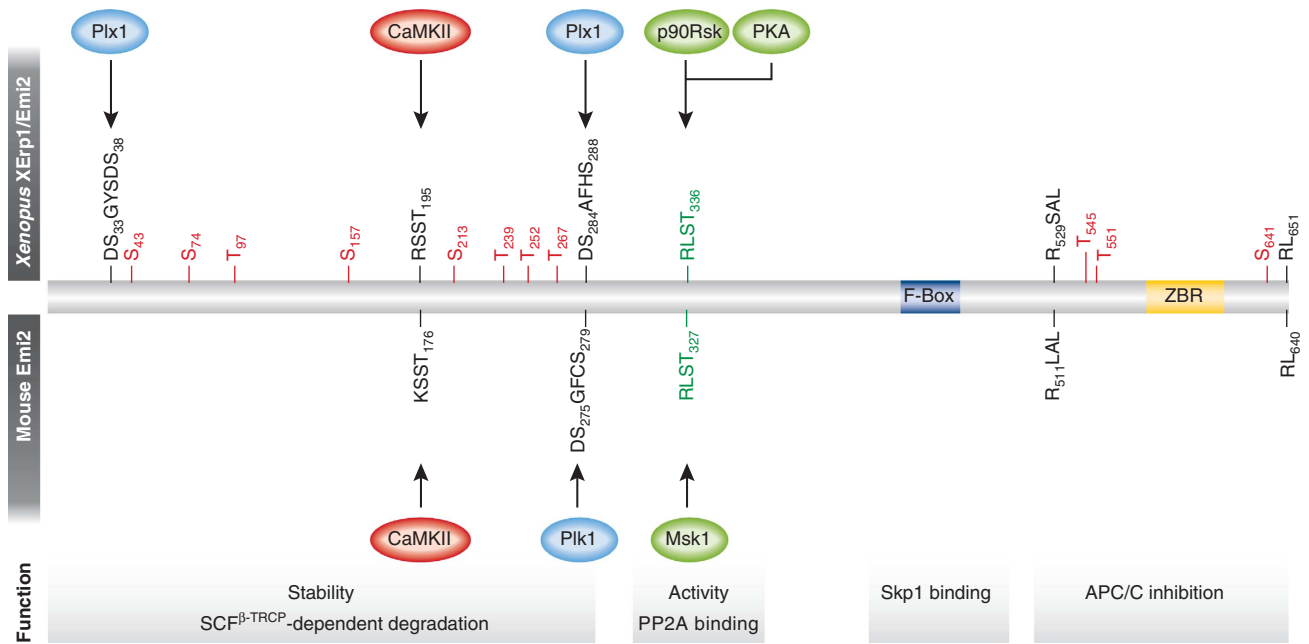 Plx1 CaMKII Plx1 p90Rsk PKA
Xenopus XErp1/Emi2
DS33GYSDS38
S43
S74
T97
S157
RSST195
S213
T239
T252
T267
DS284AFHS288
RLST336
R529SAL
T545
T551
S641
RL651
F-Box ZBR
Mouse Emi2
KSST176
DS275GFCS279
RLST327
R511LAL
RL640
CaMKII Plk1 Msk1
Function
Stability
SCFβ-TRCP-dependent degradation
Activity
PP2A binding
Skp1 binding
APC/C inhibition